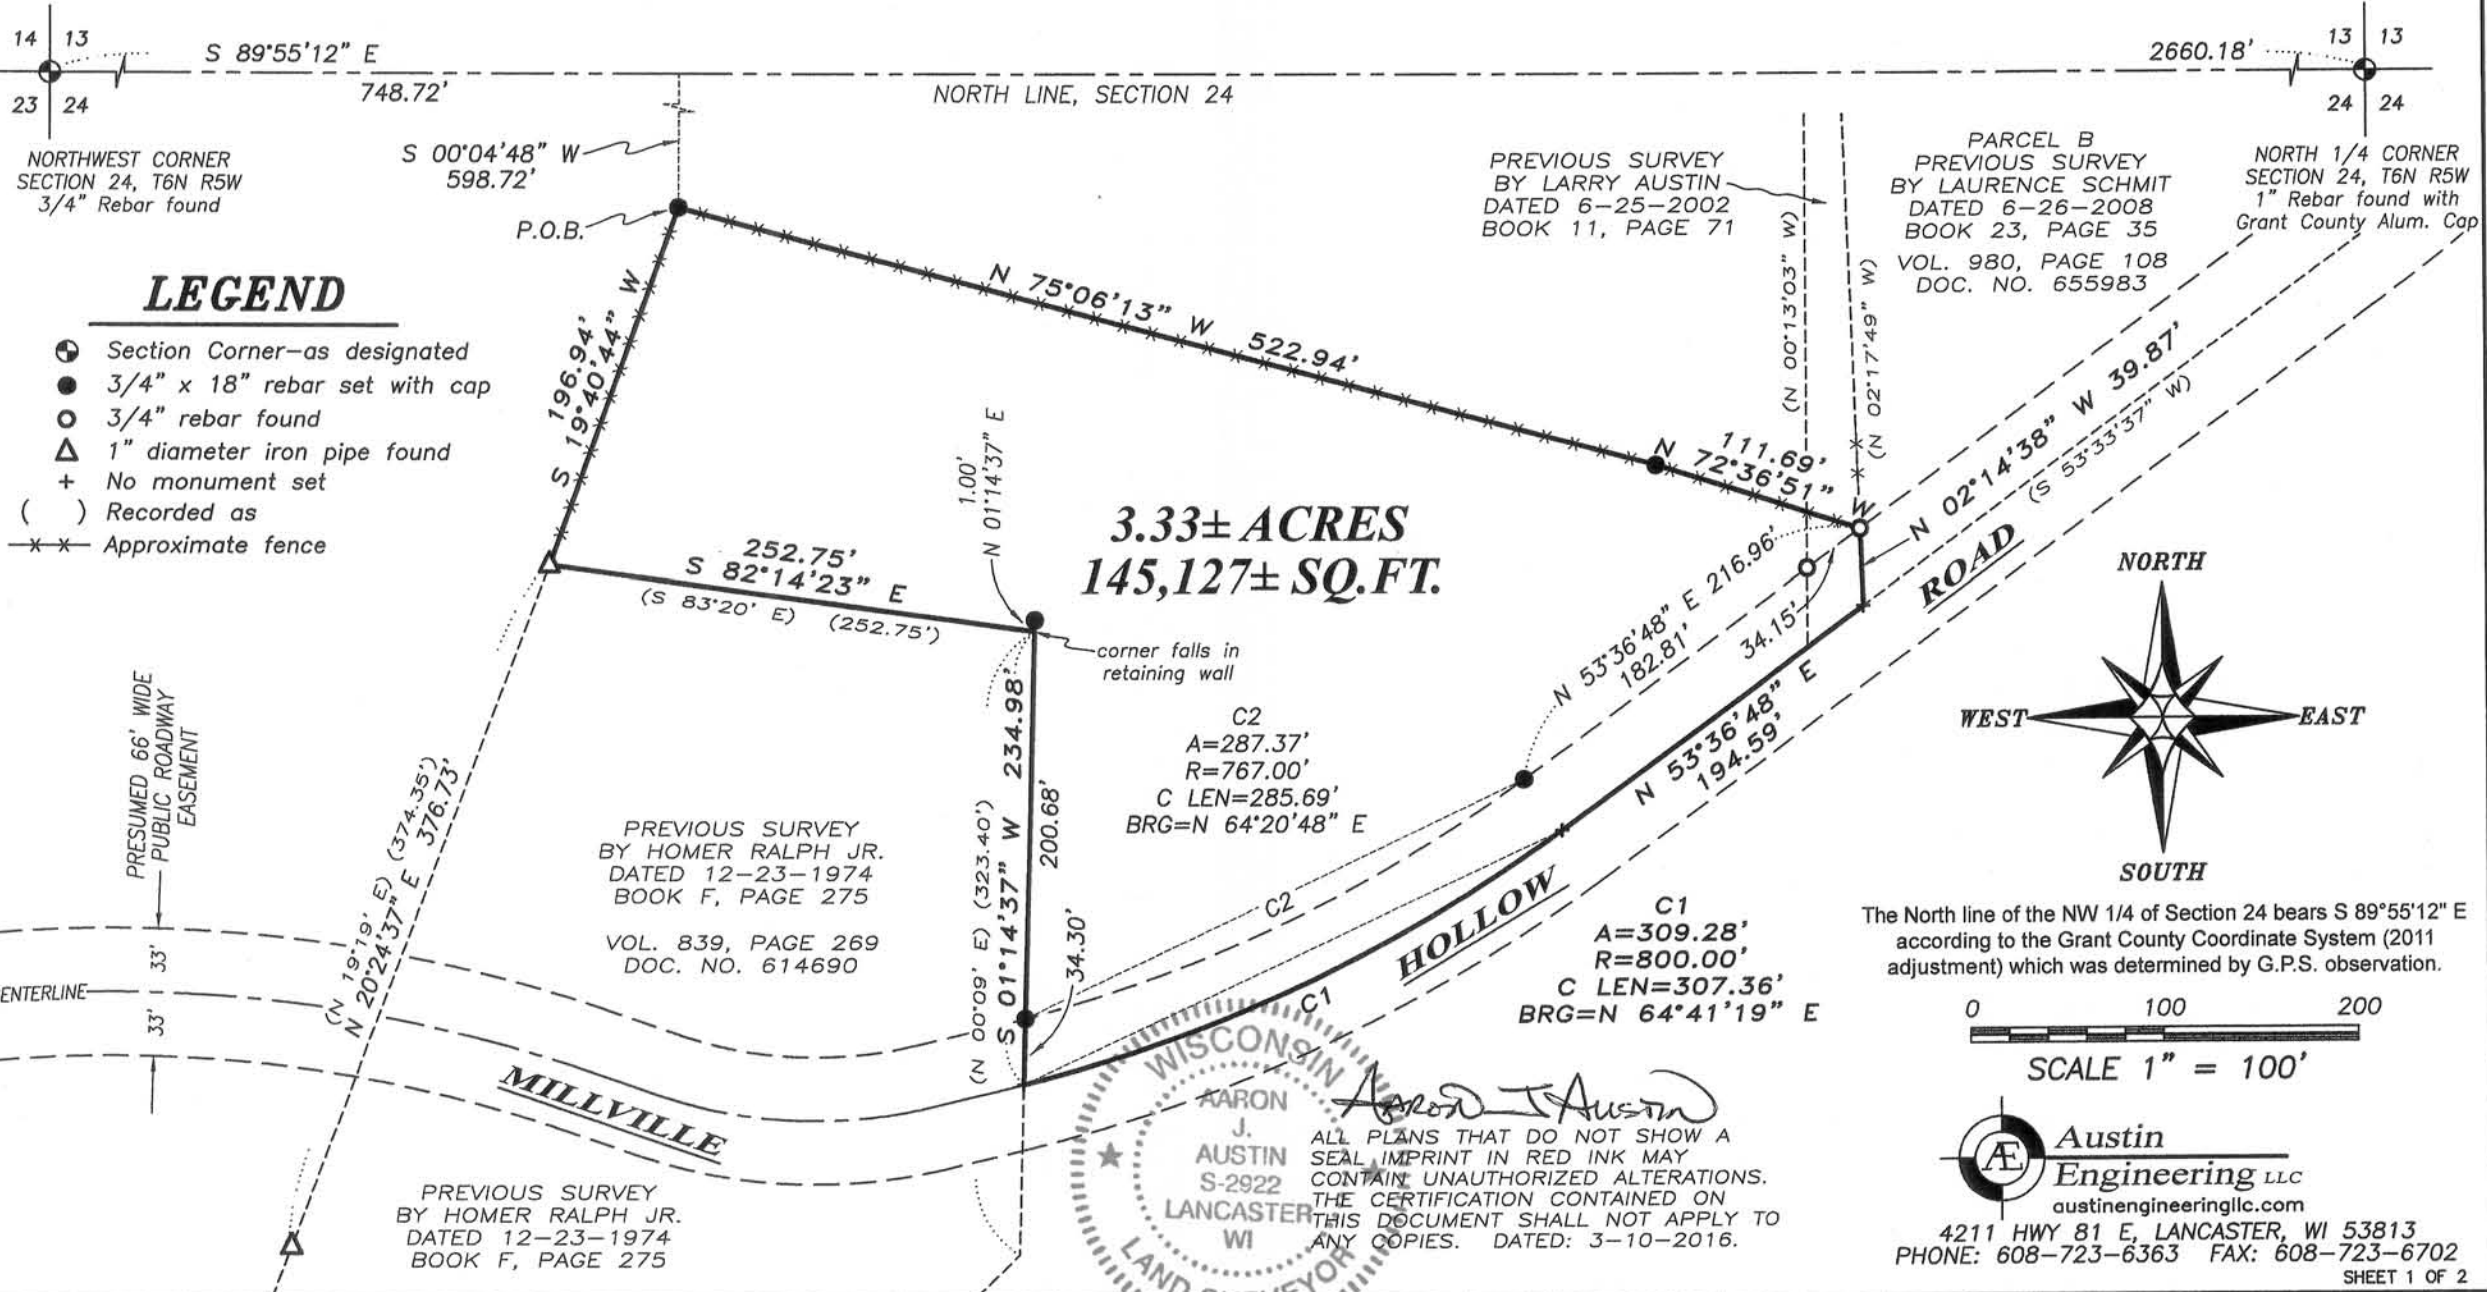 14 13
23 24
S 89°55'12" E
748.72'
NORTH LINE, SECTION 24
2660.18'
13 13
24 24
NORTHWEST CORNER
SECTION 24, T6N R5W
3/4" Rebar found
S 00°04'48" W
598.72'
P.O.B.
PREVIOUS SURVEY
BY LARRY AUSTIN
DATED 6-25-2002
BOOK 11, PAGE 71
PARCEL B
PREVIOUS SURVEY
BY LAURENCE SCHMIT
DATED 6-26-2008
BOOK 23, PAGE 35
VOL. 980, PAGE 108
DOC. NO. 655983
NORTH 1/4 CORNER
SECTION 24, T6N R5W
1" Rebar found with
Grant County Alum. Cap
LEGEND
Section Corner-as designated
3/4" x 18" rebar set with cap
3/4" rebar found
1" diameter iron pipe found
+ No monument set
( ) Recorded as
Approximate fence
196.94'
S 19°40'44" W
N 75°06'13" W 522.94'
111.69'
N 72°36'51" W
(N 00°13'03" W)
(N 02°17'49" W)
N 02°14'38" W 39.87'
(S 53°33'37" W)
1.00'
N 01°14'37" E
3.33± ACRES
145,127± SQ.FT.
252.75'
S 82°14'23" E
(S 83°20' E) (252.75')
corner falls in
retaining wall
N 53°36'48" E 216.96'
182.81'
34.15'
N 53°36'48" E
194.59'
ROAD
NORTH
WEST
EAST
SOUTH
PRESUMED 66' WIDE
PUBLIC ROADWAY
EASEMENT
C2
A=287.37'
R=767.00'
C LEN=285.69'
BRG=N 64°20'48" E
S 01°14'37" W 234.98'
200.68'
(N 00°09' E) (323.40')
34.30'
(N 19°19' E) (374.35')
N 20°24'37" E 376.73'
PREVIOUS SURVEY
BY HOMER RALPH JR.
DATED 12-23-1974
BOOK F, PAGE 275
VOL. 839, PAGE 269
DOC. NO. 614690
C2
C1
HOLLOW
C1
A=309.28'
R=800.00'
C LEN=307.36'
BRG=N 64°41'19" E
33'
ENTERLINE
33'
MILLVILLE
The North line of the NW 1/4 of Section 24 bears S 89°55'12" E
according to the Grant County Coordinate System (2011
adjustment) which was determined by G.P.S. observation.
0 100 200
SCALE 1" = 100'
WISCONSIN
AARON
J.
AUSTIN
S-2922
LANCASTER
WI
LAND SURVEYOR
Aaron J Austin
ALL PLANS THAT DO NOT SHOW A
SEAL IMPRINT IN RED INK MAY
CONTAIN UNAUTHORIZED ALTERATIONS.
THE CERTIFICATION CONTAINED ON
THIS DOCUMENT SHALL NOT APPLY TO
ANY COPIES. DATED: 3-10-2016.
PREVIOUS SURVEY
BY HOMER RALPH JR.
DATED 12-23-1974
BOOK F, PAGE 275
AE
Austin
Engineering LLC
austinengineeringllc.com
4211 HWY 81 E, LANCASTER, WI 53813
PHONE: 608-723-6363 FAX: 608-723-6702
SHEET 1 OF 2